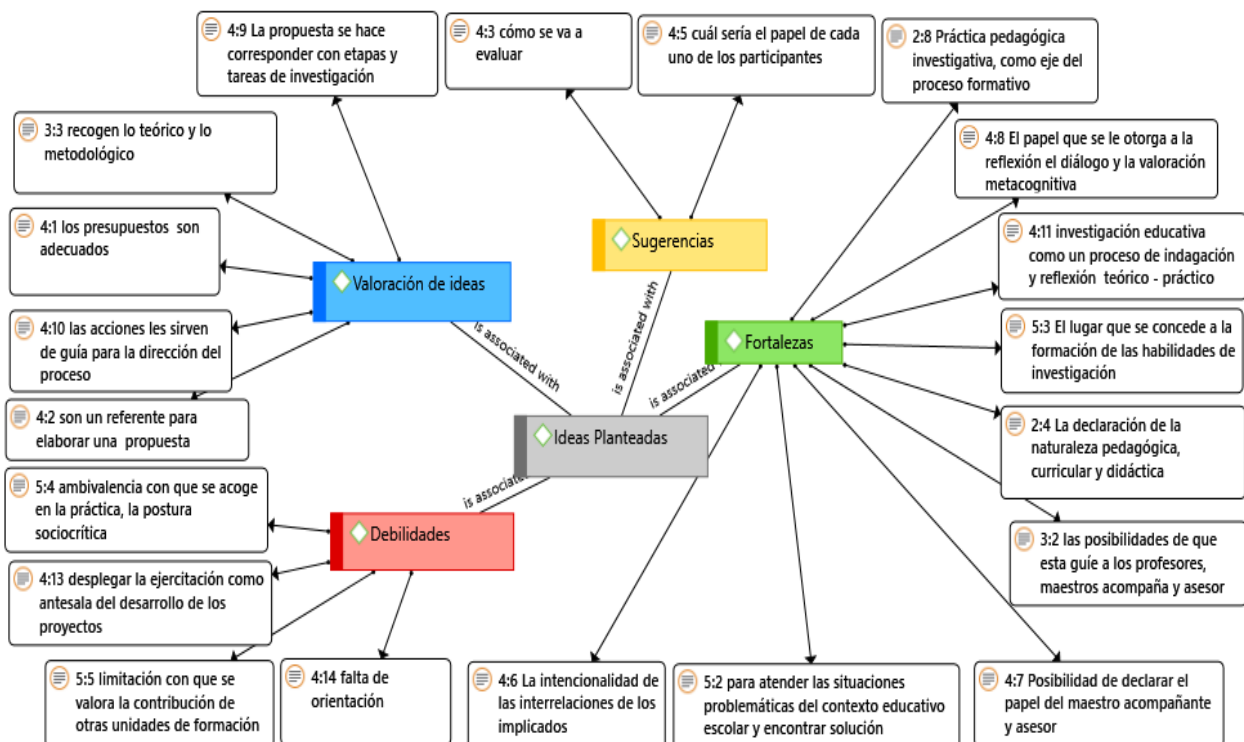 4:9 La propuesta se hace
corresponder con etapas y
tareas de investigación
4:3 cómo se va a
evaluar
4:5 cuál sería el papel de cada
uno de los participantes
2:8 Práctica pedagógica
investigativa, como eje del
proceso formativo
3:3 recogen lo teórico y lo
metodológico
4:8 El papel que se le otorga a la
reflexión el diálogo y la valoración
metacognitiva
4:1 los presupuestos son
adecuados
Valoración de ideas
Sugerencias
4:11 investigación educativa
como un proceso de indagación
y reflexión teórico - práctico
4:10 las acciones les sirven
de guía para la dirección del
proceso
Fortalezas
5:3 El lugar que se concede a la
formación de las habilidades de
investigación
is associated with
is associated with
is associated
4:2 son un referente para
elaborar una propuesta
Ideas Planteadas
2:4 La declaración de la
naturaleza pedagógica,
curricular y didáctica
5:4 ambivalencia con que se acoge
en la práctica, la postura
sociocrítica
is associated
Debilidades
3:2 las posibilidades de que
esta guíe a los profesores,
maestros acompaña y asesor
4:13 desplegar la ejercitación como
antesala del desarrollo de los
proyectos
5:5 limitación con que se
valora la contribución de
otras unidades de formación
4:14 falta de
orientación
4:6 La intencionalidad de
las interrelaciones de los
implicados
5:2 para atender las situaciones
problemáticas del contexto educativo
escolar y encontrar solución
4:7 Posibilidad de declarar el
papel del maestro acompañante
y asesor